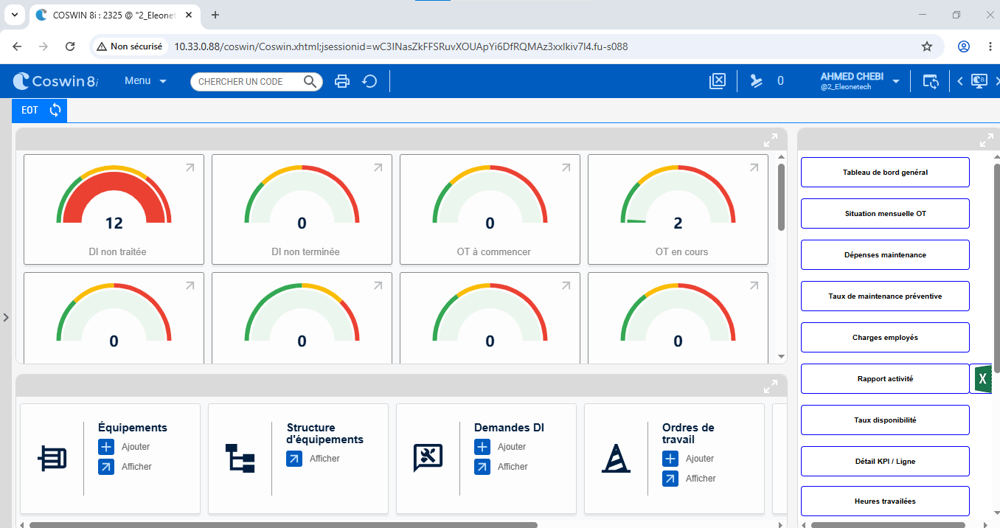 COSWIN 8i : 2325 @ "2_Eleonet
Non sécurisé
10.33.0.88/coswin/Coswin.xhtml;jsessionid=wC3INasZkFFSRuvXOUApYi6DfRQMAz3xxIkiv7I4.fu-s088
Coswin 8i
Menu
CHERCHER UN CODE
0
AHMED CHEBI
@2_Eleonetech
EOT
12
DI non traitée
0
DI non terminée
0
OT à commencer
2
OT en cours
0
0
0
0
Équipements
Ajouter
Afficher
Structure
d'équipements
Afficher
Demandes DI
Ajouter
Afficher
Ordres de
travail
Ajouter
Afficher
Tableau de bord genéral
Situation mensuelle OT
Dépenses maintenance
Taux de maintenance préventive
Charges employés
Rapport activité
X
Taux disponibilité
Détail KPI / Ligne
Heures travailées